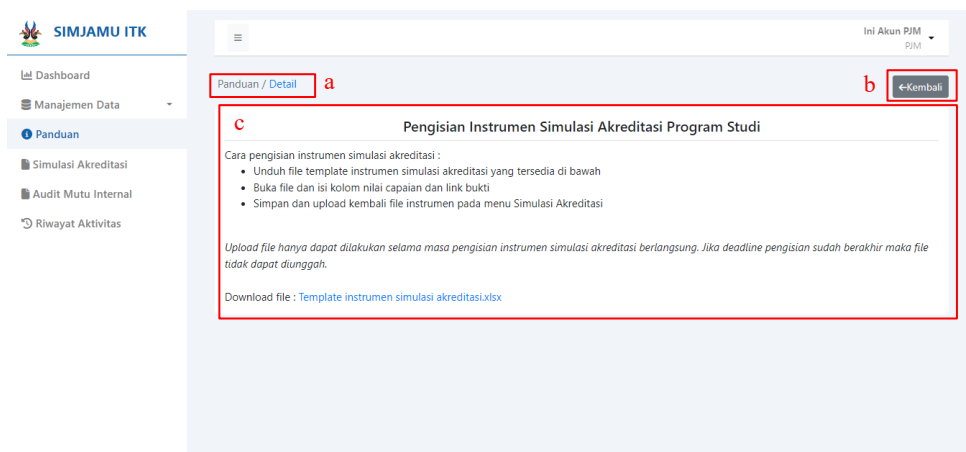 SIMJAMU ITK
Ini Akun PJM
PJM
Dashboard
Manajemen Data
Panduan
Simulasi Akreditasi
Audit Mutu Internal
Riwayat Aktivitas
Panduan / Detail
a
b
←Kembali
c
Pengisian Instrumen Simulasi Akreditasi Program Studi
Cara pengisian instrumen simulasi akreditasi :
• Unduh file template instrumen simulasi akreditasi yang tersedia di bawah
• Buka file dan isi kolom nilai capaian dan link bukti
• Simpan dan upload kembali file instrumen pada menu Simulasi Akreditasi
Upload file hanya dapat dilakukan selama masa pengisian instrumen simulasi akreditasi berlangsung. Jika deadline pengisian sudah berakhir maka file
tidak dapat diunggah.
Download file : Template instrumen simulasi akreditasi.xlsx